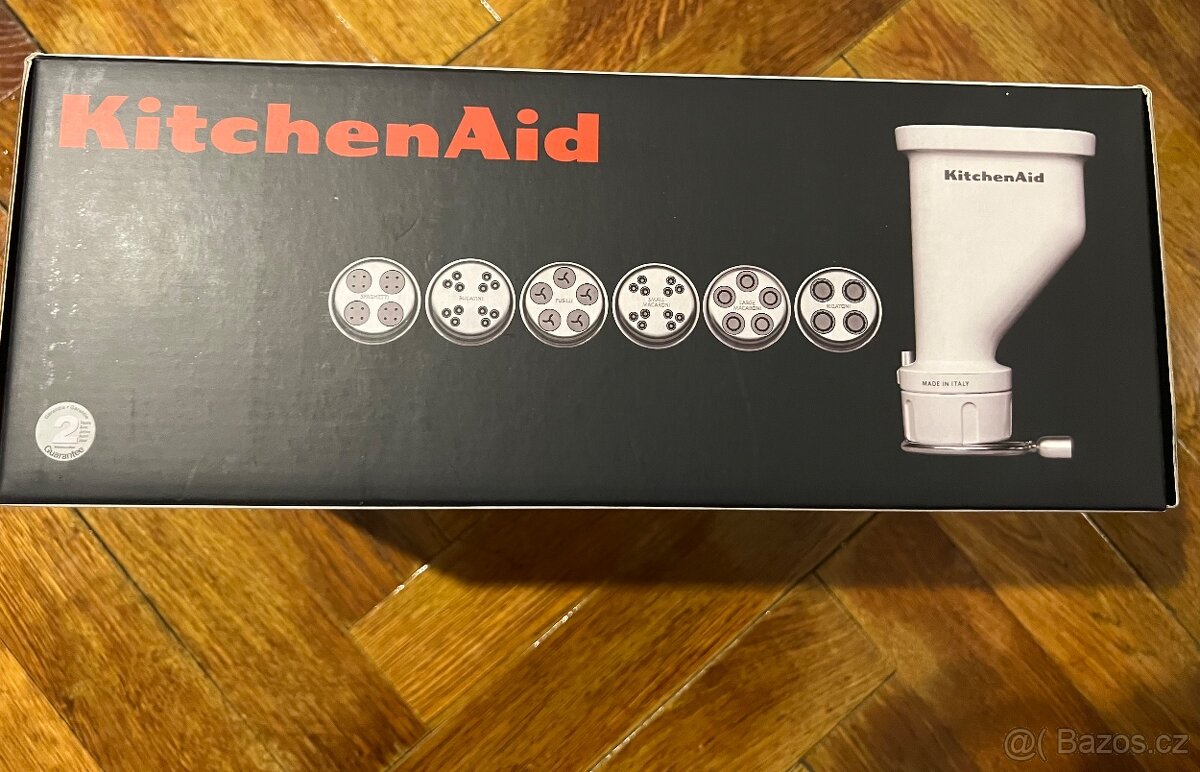 KitchenAid
KitchenAid
SPAGHETTI
BUCATINI
FUSILLI
SMALL
MACARONI
LARGE
MACARONI
RIGATONI
MADE IN ITALY
2
Guarantee
@( Bazos.cz